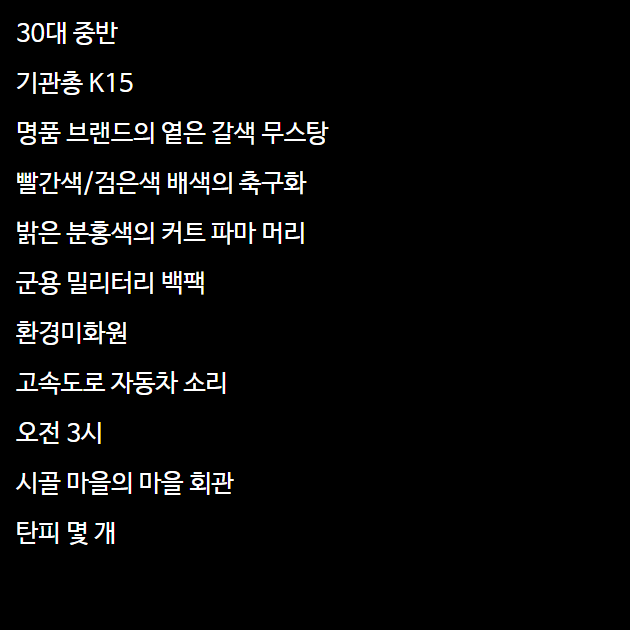 30대 중반
기관총 K15
명품 브랜드의 옅은 갈색 무스탕
빨간색/검은색 배색의 축구화
밝은 분홍색의 커트 파마 머리
군용 밀리터리 백팩
환경미화원
고속도로 자동차 소리
오전 3시
시골 마을의 마을 회관
탄피 몇 개